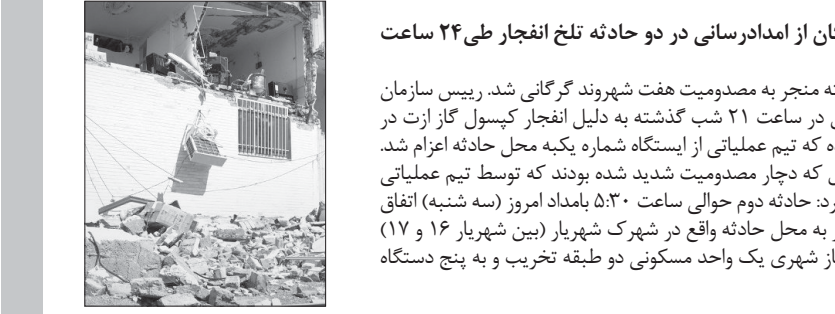 از امدادرسانی در دو حادثه تلخ انفجار طی۲۴ ساعت
منجر به مصدومیت هفت شهروند گرگانی شد. رییس سازمان
در ساعت ۲۱ شب گذشته به دلیل انفجار کپسول گاز ازت در
که تیم عملیاتی از ایستگاه شماره یکبه محل حادثه اعزام شد.
که دچار مصدومیت شدید شده بودند که توسط تیم عملیاتی
حادثه دوم حوالی ساعت ۵:۳۰ بامداد امروز (سه شنبه) اتفاق
به محل حادثه واقع در شهرک شهریار (بین شهریار ۱۶ و ۱۷)
شهری یک واحد مسکونی دو طبقه تخریب و به پنج دستگاه